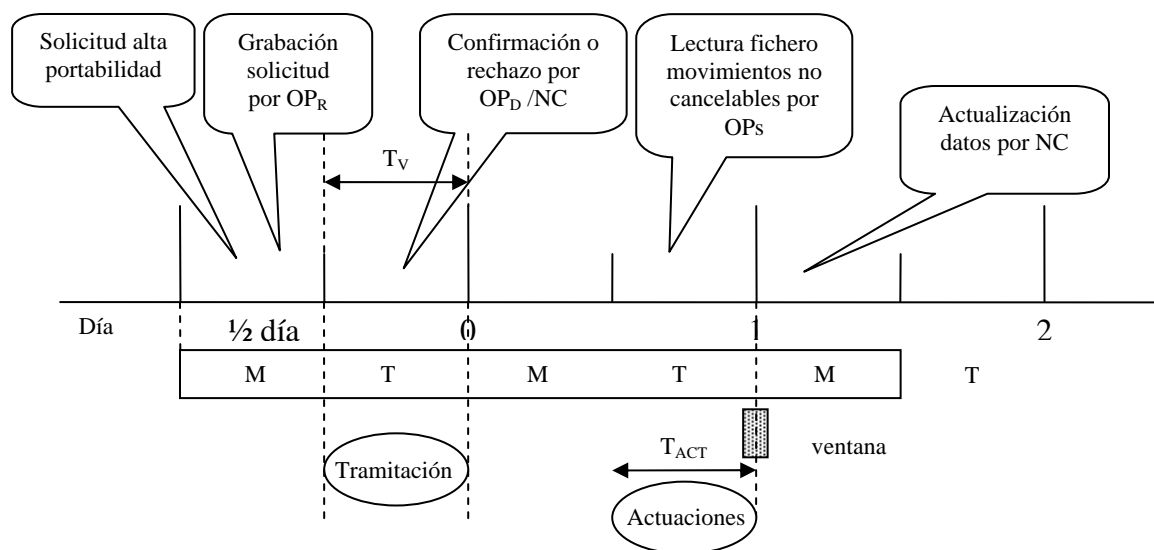 Solicitud alta
portabilidad
Grabación
solicitud
por OPR
Confirmación o
rechazo por
OPD /NC
Lectura fichero
movimientos no
cancelables por
OPs
Actualización
datos por NC
TV
Día
½ día
0
1
2
M
T
M
T
M
T
TACT
ventana
Tramitación
Actuaciones